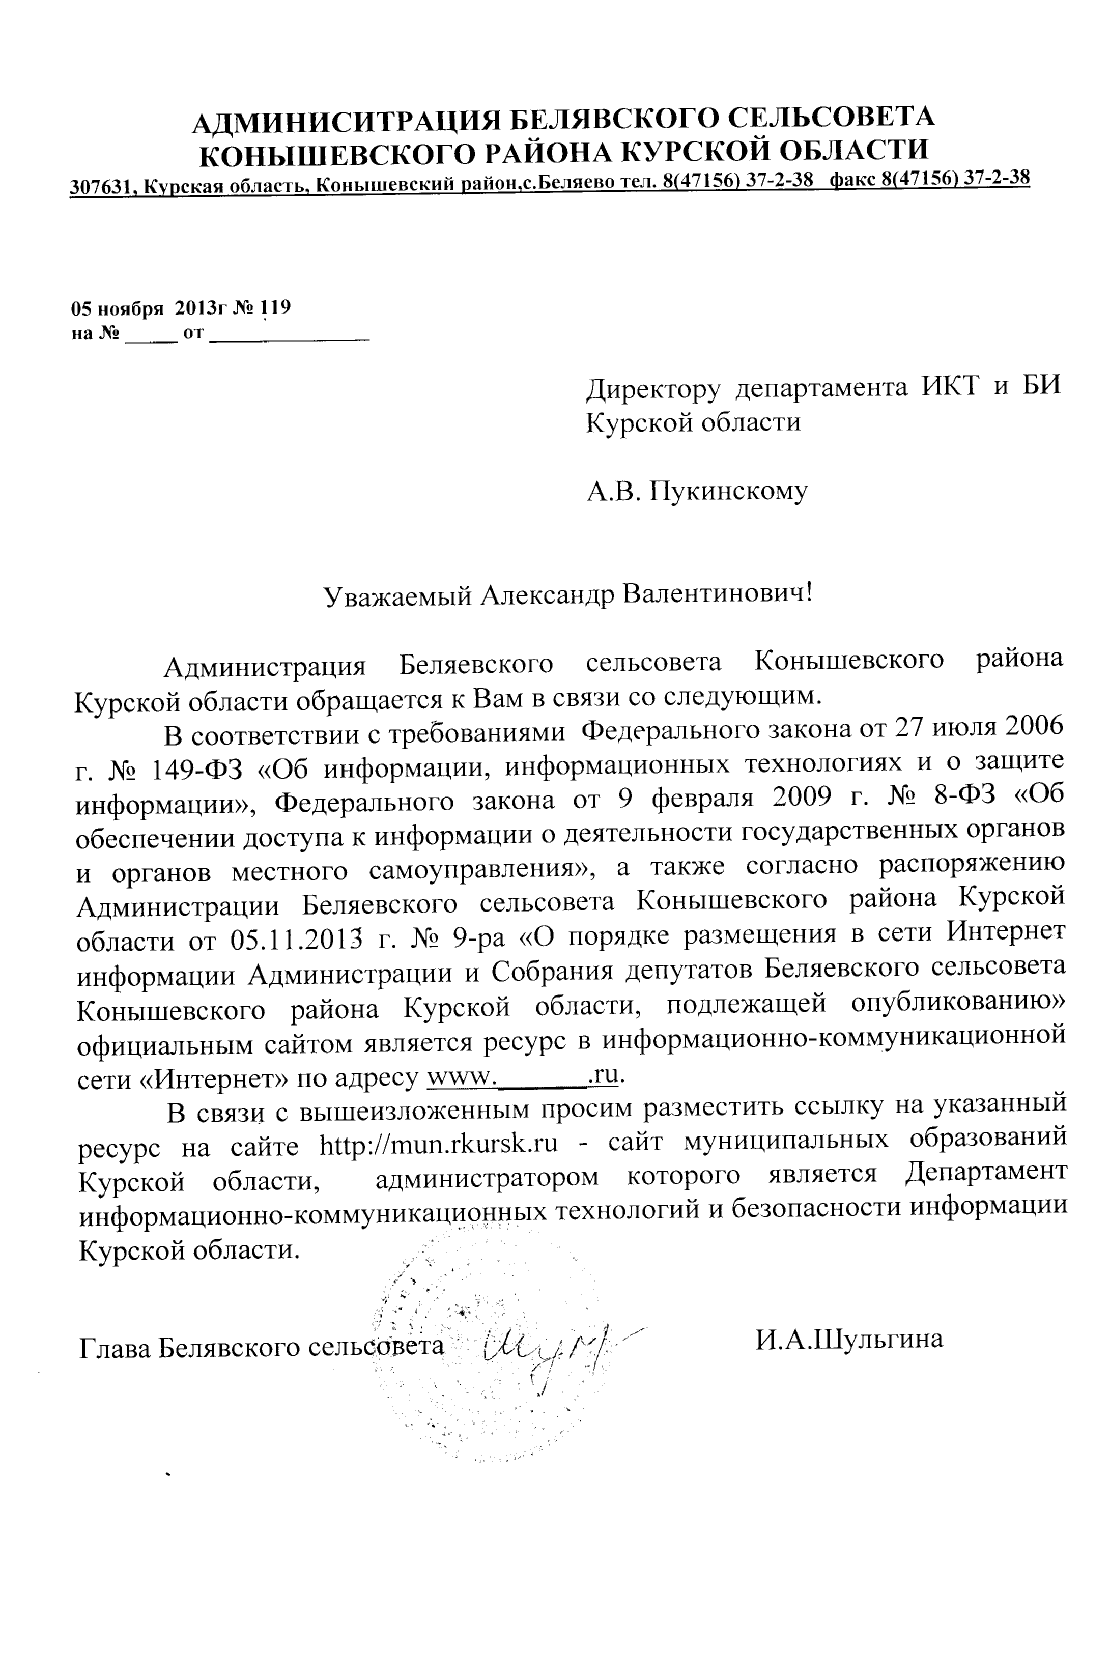 АДМИНИСИТРАЦИЯ БЕЛЯВСКОГО СЕЛЬСОВЕТА
КОНЫШЕВСКОГО РАЙОНА КУРСКОЙ ОБЛАСТИ
307631, Курская область, Конышевский район,с.Беляево тел. 8(47156) 37-2-38 факс 8(47156) 37-2-38
05 ноября 2013г № 119
на № _____ от _______________
Директору департамента ИКТ и БИ
Курской области
А.В. Пукинскому
Уважаемый Александр Валентинович!
Администрация Беляевского сельсовета Конышевского района
Курской области обращается к Вам в связи со следующим.
В соответствии с требованиями Федерального закона от 27 июля 2006
г. № 149-ФЗ «Об информации, информационных технологиях и о защите
информации», Федерального закона от 9 февраля 2009 г. № 8-ФЗ «Об
обеспечении доступа к информации о деятельности государственных органов
и органов местного самоуправления», а также согласно распоряжению
Администрации Беляевского сельсовета Конышевского района Курской
области от 05.11.2013 г. № 9-ра «О порядке размещения в сети Интернет
информации Администрации и Собрания депутатов Беляевского сельсовета
Конышевского района Курской области, подлежащей опубликованию»
официальным сайтом является ресурс в информационно-коммуникационной
сети «Интернет» по адресу www._______.ru.
В связи с вышеизложенным просим разместить ссылку на указанный
ресурс на сайте http://mun.rkursk.ru - сайт муниципальных образований
Курской области, администратором которого является Департамент
информационно-коммуникационных технологий и безопасности информации
Курской области.
Глава Белявского сельсовета И.А.Шульгина